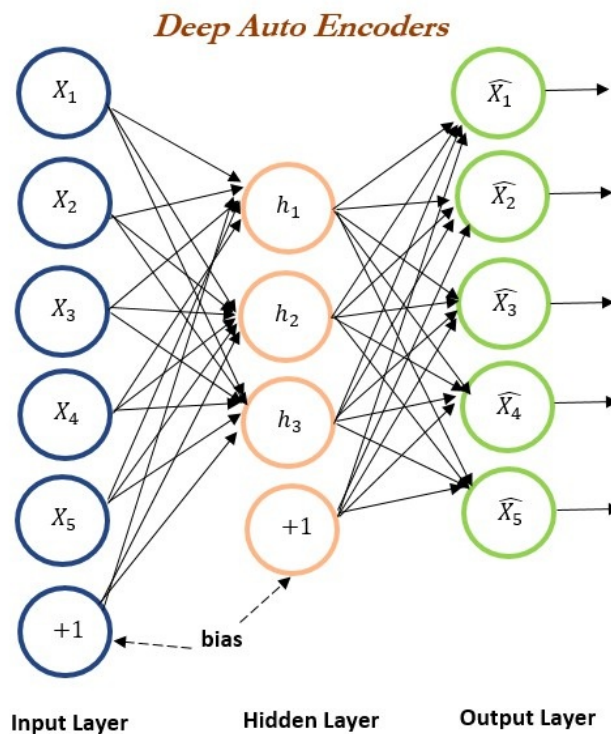 Deep Auto Encoders
X₁
X₂
X₃
X₄
X₅
+1
h₁
h₂
h₃
+1
X̂₁
X̂₂
X̂₃
X̂₄
X̂₅
bias
Input Layer
Hidden Layer
Output Layer